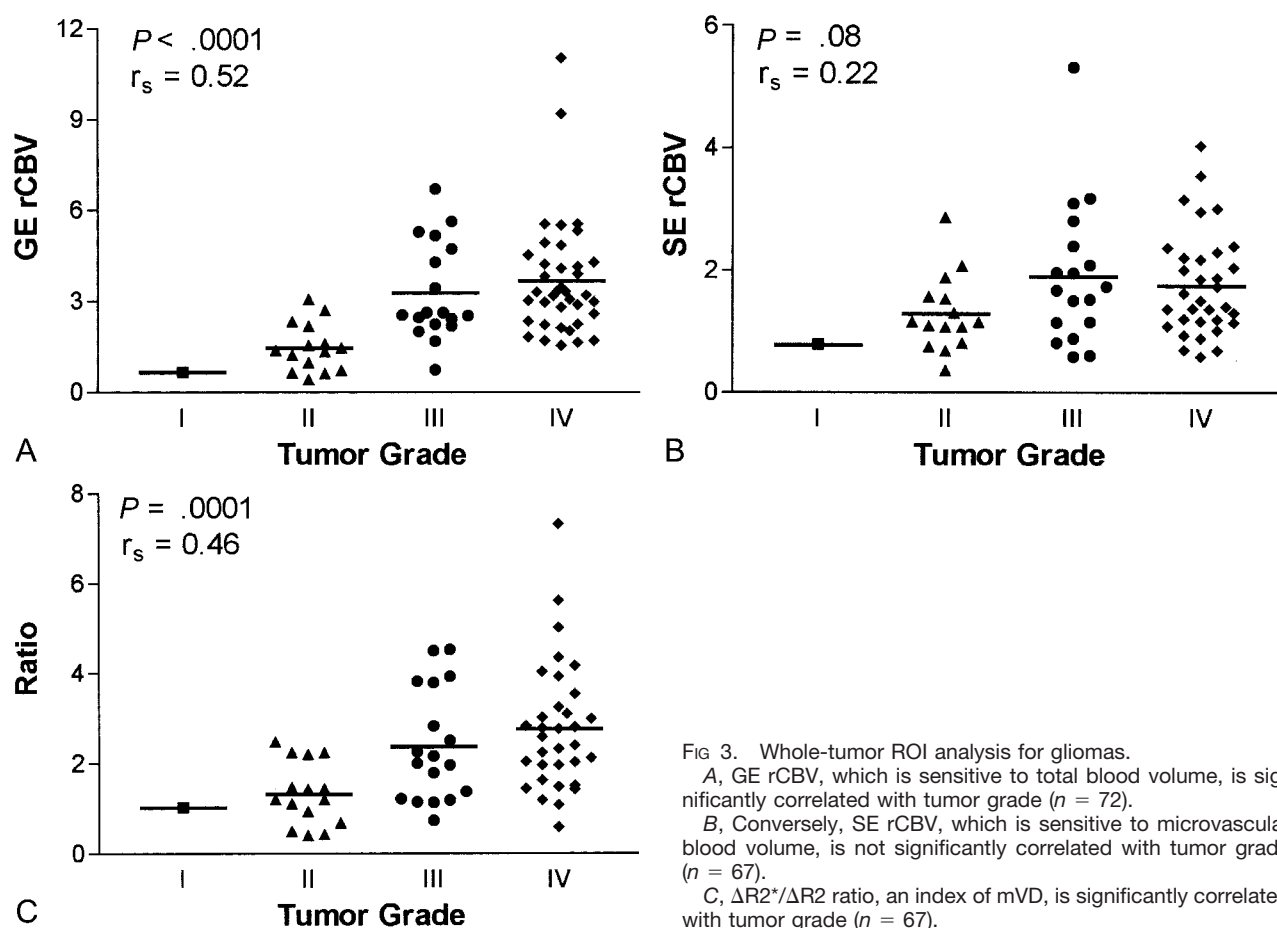 12
9
6
3
0
GE rCBV
P < .0001
rs = 0.52
I II III IV
Tumor Grade
A
6
4
2
0
SE rCBV
P = .08
rs = 0.22
I II III IV
Tumor Grade
B
8
6
4
2
0
Ratio
P = .0001
rs = 0.46
I II III IV
Tumor Grade
C
FIG 3. Whole-tumor ROI analysis for gliomas.
A, GE rCBV, which is sensitive to total blood volume, is sig
nificantly correlated with tumor grade (n = 72).
B, Conversely, SE rCBV, which is sensitive to microvascula
blood volume, is not significantly correlated with tumor grad
(n = 67).
C, ΔR2*/ΔR2 ratio, an index of mVD, is significantly correlate
with tumor grade (n = 67).